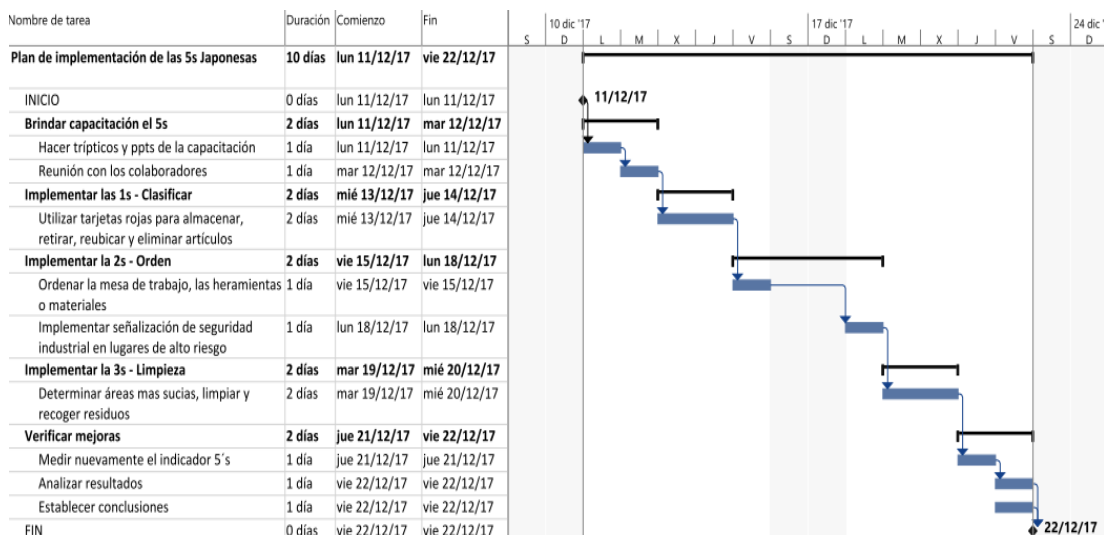 Nombre de tarea Duración Comienzo Fin 10 dic '17 17 dic '17 24 dic '
S D L M X J V S D L M X J V S D
Plan de implementación de las 5s Japonesas 10 días lun 11/12/17 vie 22/12/17
INICIO 0 días lun 11/12/17 lun 11/12/17 11/12/17
Brindar capacitación el 5s 2 días lun 11/12/17 mar 12/12/17
Hacer trípticos y ppts de la capacitación 1 día lun 11/12/17 lun 11/12/17
Reunión con los colaboradores 1 día mar 12/12/17 mar 12/12/17
Implementar las 1s - Clasificar 2 días mié 13/12/17 jue 14/12/17
Utilizar tarjetas rojas para almacenar, 2 días mié 13/12/17 jue 14/12/17
retirar, reubicar y eliminar artículos
Implementar la 2s - Orden 2 días vie 15/12/17 lun 18/12/17
Ordenar la mesa de trabajo, las heramientas 1 día vie 15/12/17 vie 15/12/17
o materiales
Implementar señalización de seguridad 1 día lun 18/12/17 lun 18/12/17
industrial en lugares de alto riesgo
Implementar la 3s - Limpieza 2 días mar 19/12/17 mié 20/12/17
Determinar áreas mas sucias, limpiar y 2 días mar 19/12/17 mié 20/12/17
recoger residuos
Verificar mejoras 2 días jue 21/12/17 vie 22/12/17
Medir nuevamente el indicador 5´s 1 día jue 21/12/17 jue 21/12/17
Analizar resultados 1 día vie 22/12/17 vie 22/12/17
Establecer conclusiones 1 día vie 22/12/17 vie 22/12/17
FIN 0 días vie 22/12/17 vie 22/12/17 22/12/17